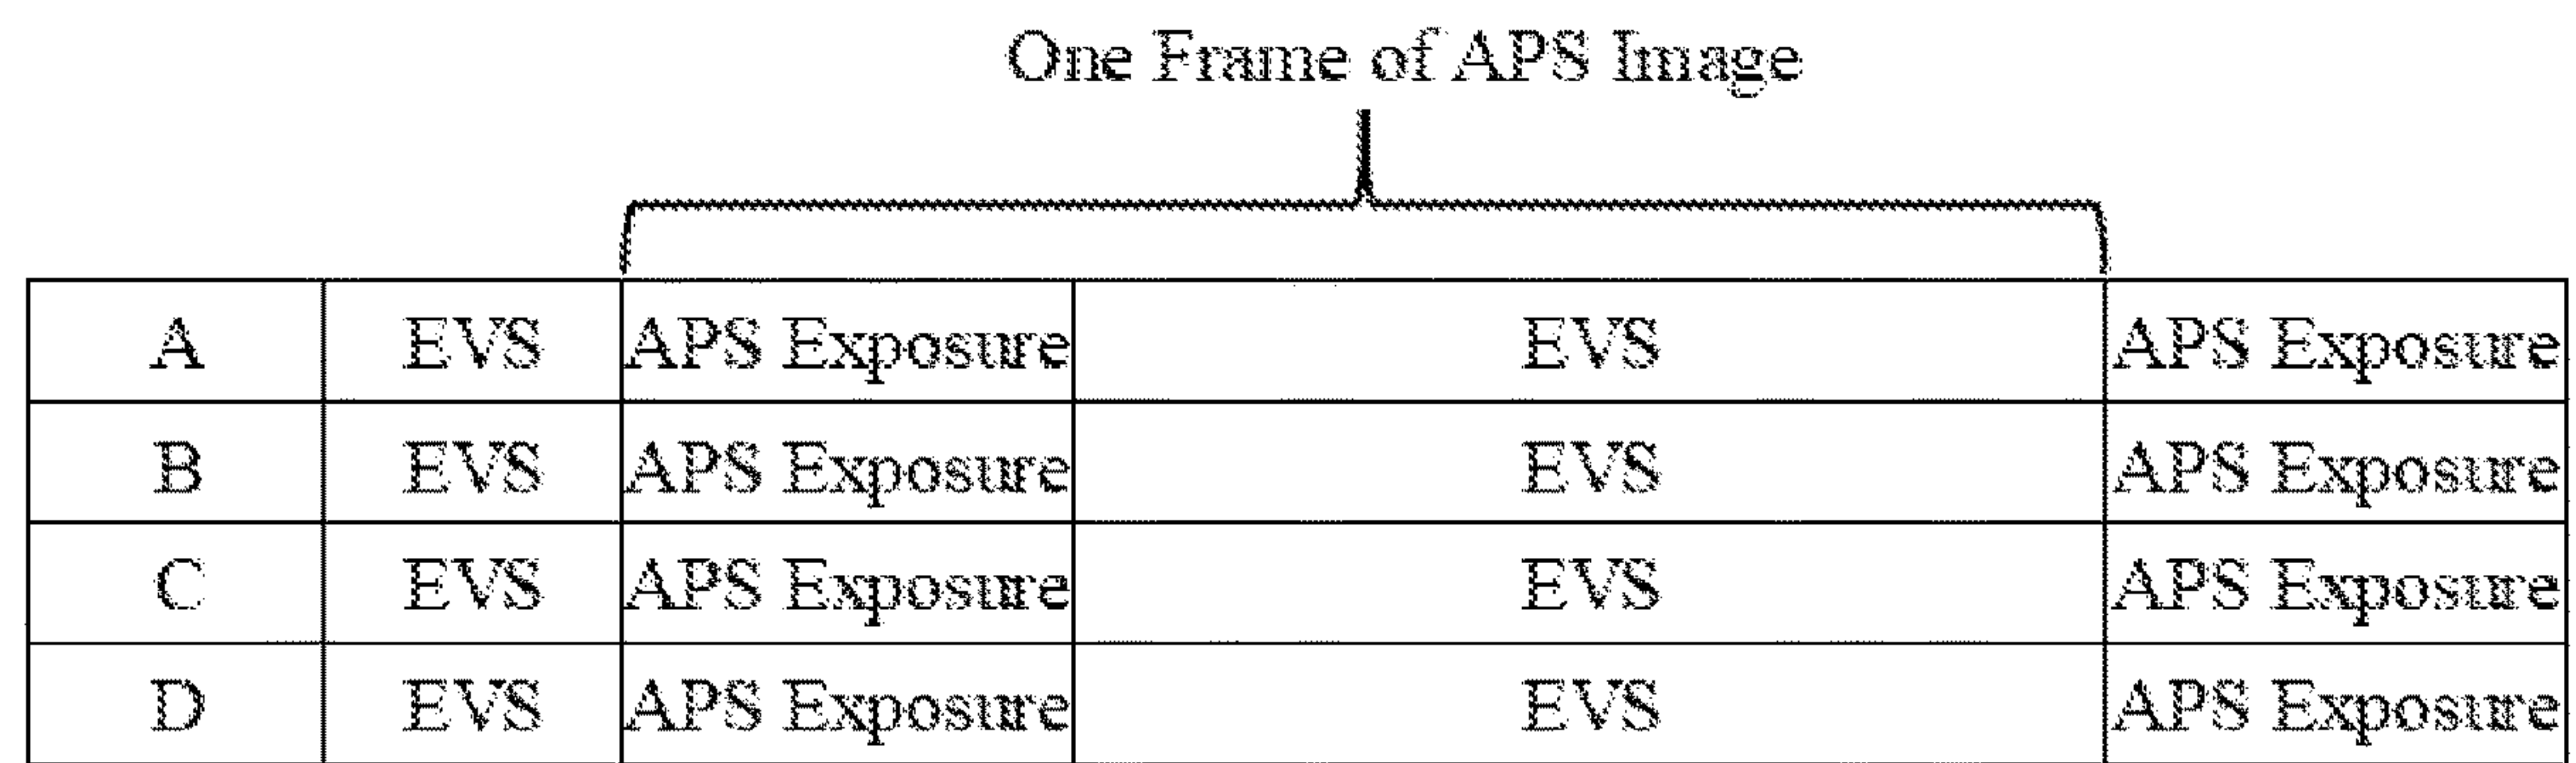 One Frame of APS Image
A EVS APS Exposure EVS APS Exposure
B EVS APS Exposure EVS APS Exposure
C EVS APS Exposure EVS APS Exposure
D EVS APS Exposure EVS APS Exposure